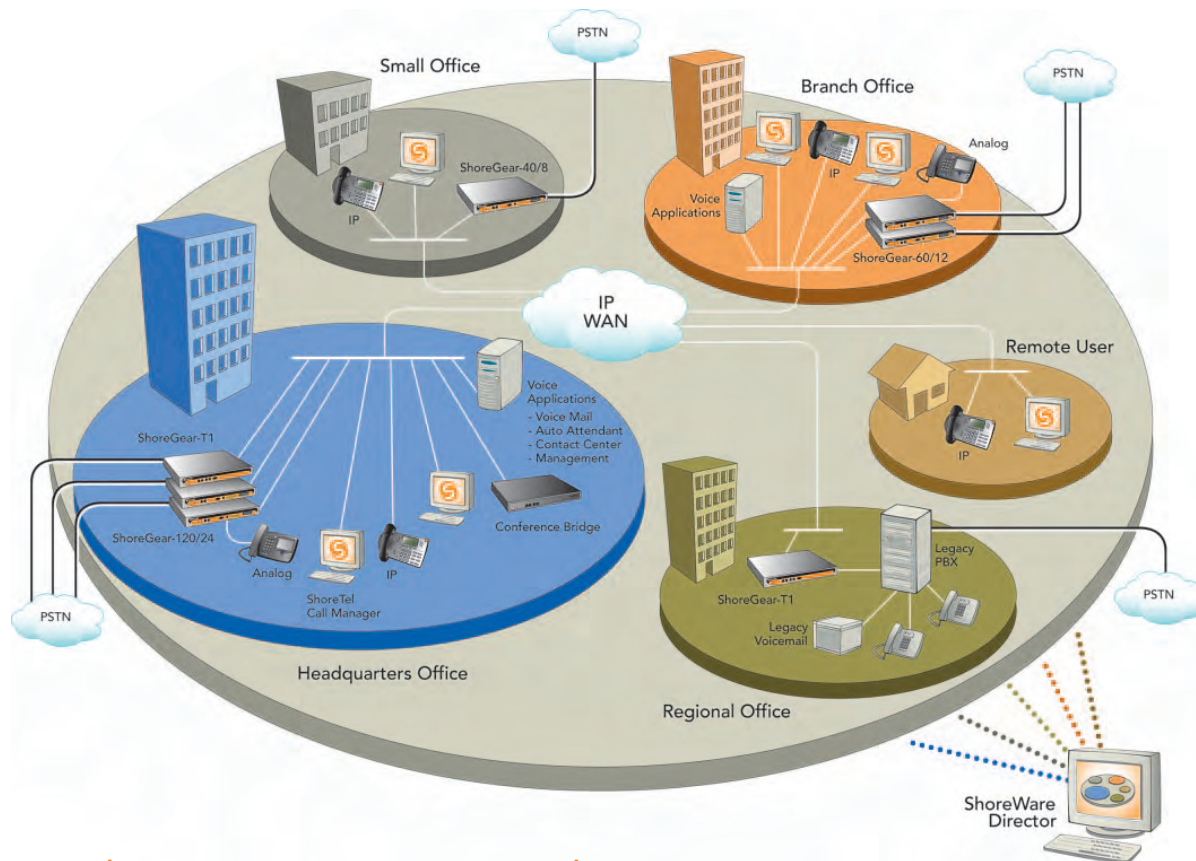 PSTN
Small Office
ShoreGear-40/8
IP
Branch Office
PSTN
Analog
IP
Voice
Applications
ShoreGear-60/12
IP
WAN
Remote User
IP
Voice
Applications
- Voice Mail
- Auto Attendant
- Contact Center
- Management
ShoreGear-T1
ShoreGear-120/24
Conference Bridge
Analog
IP
ShoreTel
Call Manager
PSTN
Headquarters Office
Legacy
PBX
ShoreGear-T1
Legacy
Voicemail
PSTN
Regional Office
ShoreWare
Director